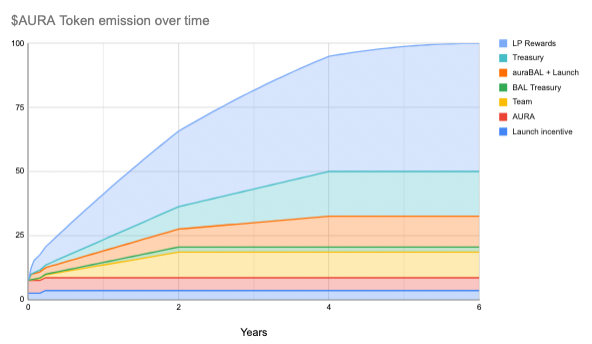 $AURA Token emission over time
100
75
50
25
0
0
2
4
6
Years
LP Rewards
Treasury
auraBAL + Launch
BAL Treasury
Team
AURA
Launch incentive